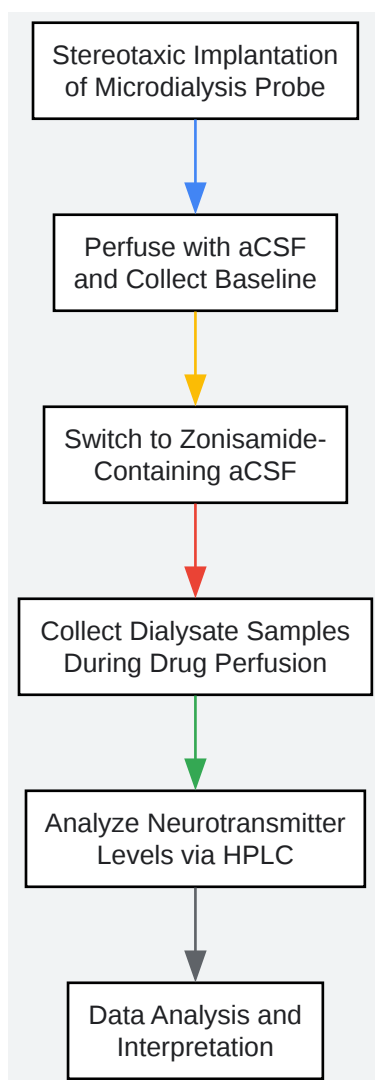 Stereotaxic Implantation
of Microdialysis Probe
Perfuse with aCSF
and Collect Baseline
Switch to Zonisamide-
Containing aCSF
Collect Dialysate Samples
During Drug Perfusion
Analyze Neurotransmitter
Levels via HPLC
Data Analysis and
Interpretation